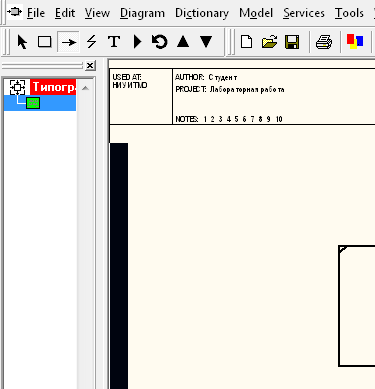 File Edit View Diagram Dictionary Model Services Tools
T
Типогра
USED AT: AUTHOR: Студент
НИУ ИТМО PROJECT: Лабораторная работа
NOTES: 1 2 3 4 5 6 7 8 9 10